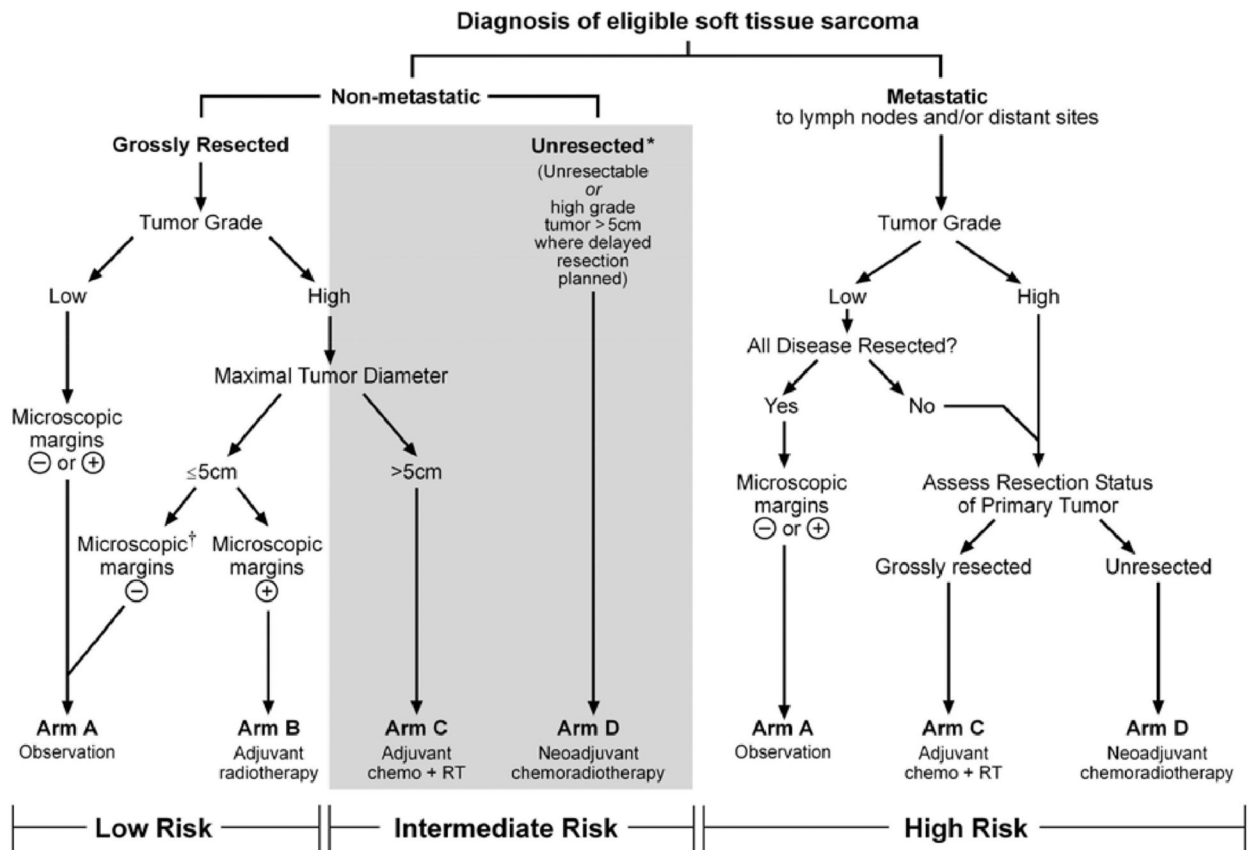 Diagnosis of eligible soft tissue sarcoma
Non-metastatic
Metastatic
to lymph nodes and/or distant sites
Grossly Resected
Unresected*
(Unresectable
or
high grade
tumor > 5cm
where delayed
resection
planned)
Tumor Grade
Tumor Grade
Low
High
Low
High
All Disease Resected?
Maximal Tumor Diameter
Yes
No
Microscopic
margins
⊖ or ⊕
≤5cm
>5cm
Microscopic
margins
⊖ or ⊕
Assess Resection Status
of Primary Tumor
Microscopic†
margins
⊖
Microscopic
margins
⊕
Grossly resected
Unresected
Arm A
Observation
Arm B
Adjuvant
radiotherapy
Arm C
Adjuvant
chemo + RT
Arm D
Neoadjuvant
chemoradiotherapy
Arm A
Observation
Arm C
Adjuvant
chemo + RT
Arm D
Neoadjuvant
chemoradiotherapy
Low Risk
Intermediate Risk
High Risk